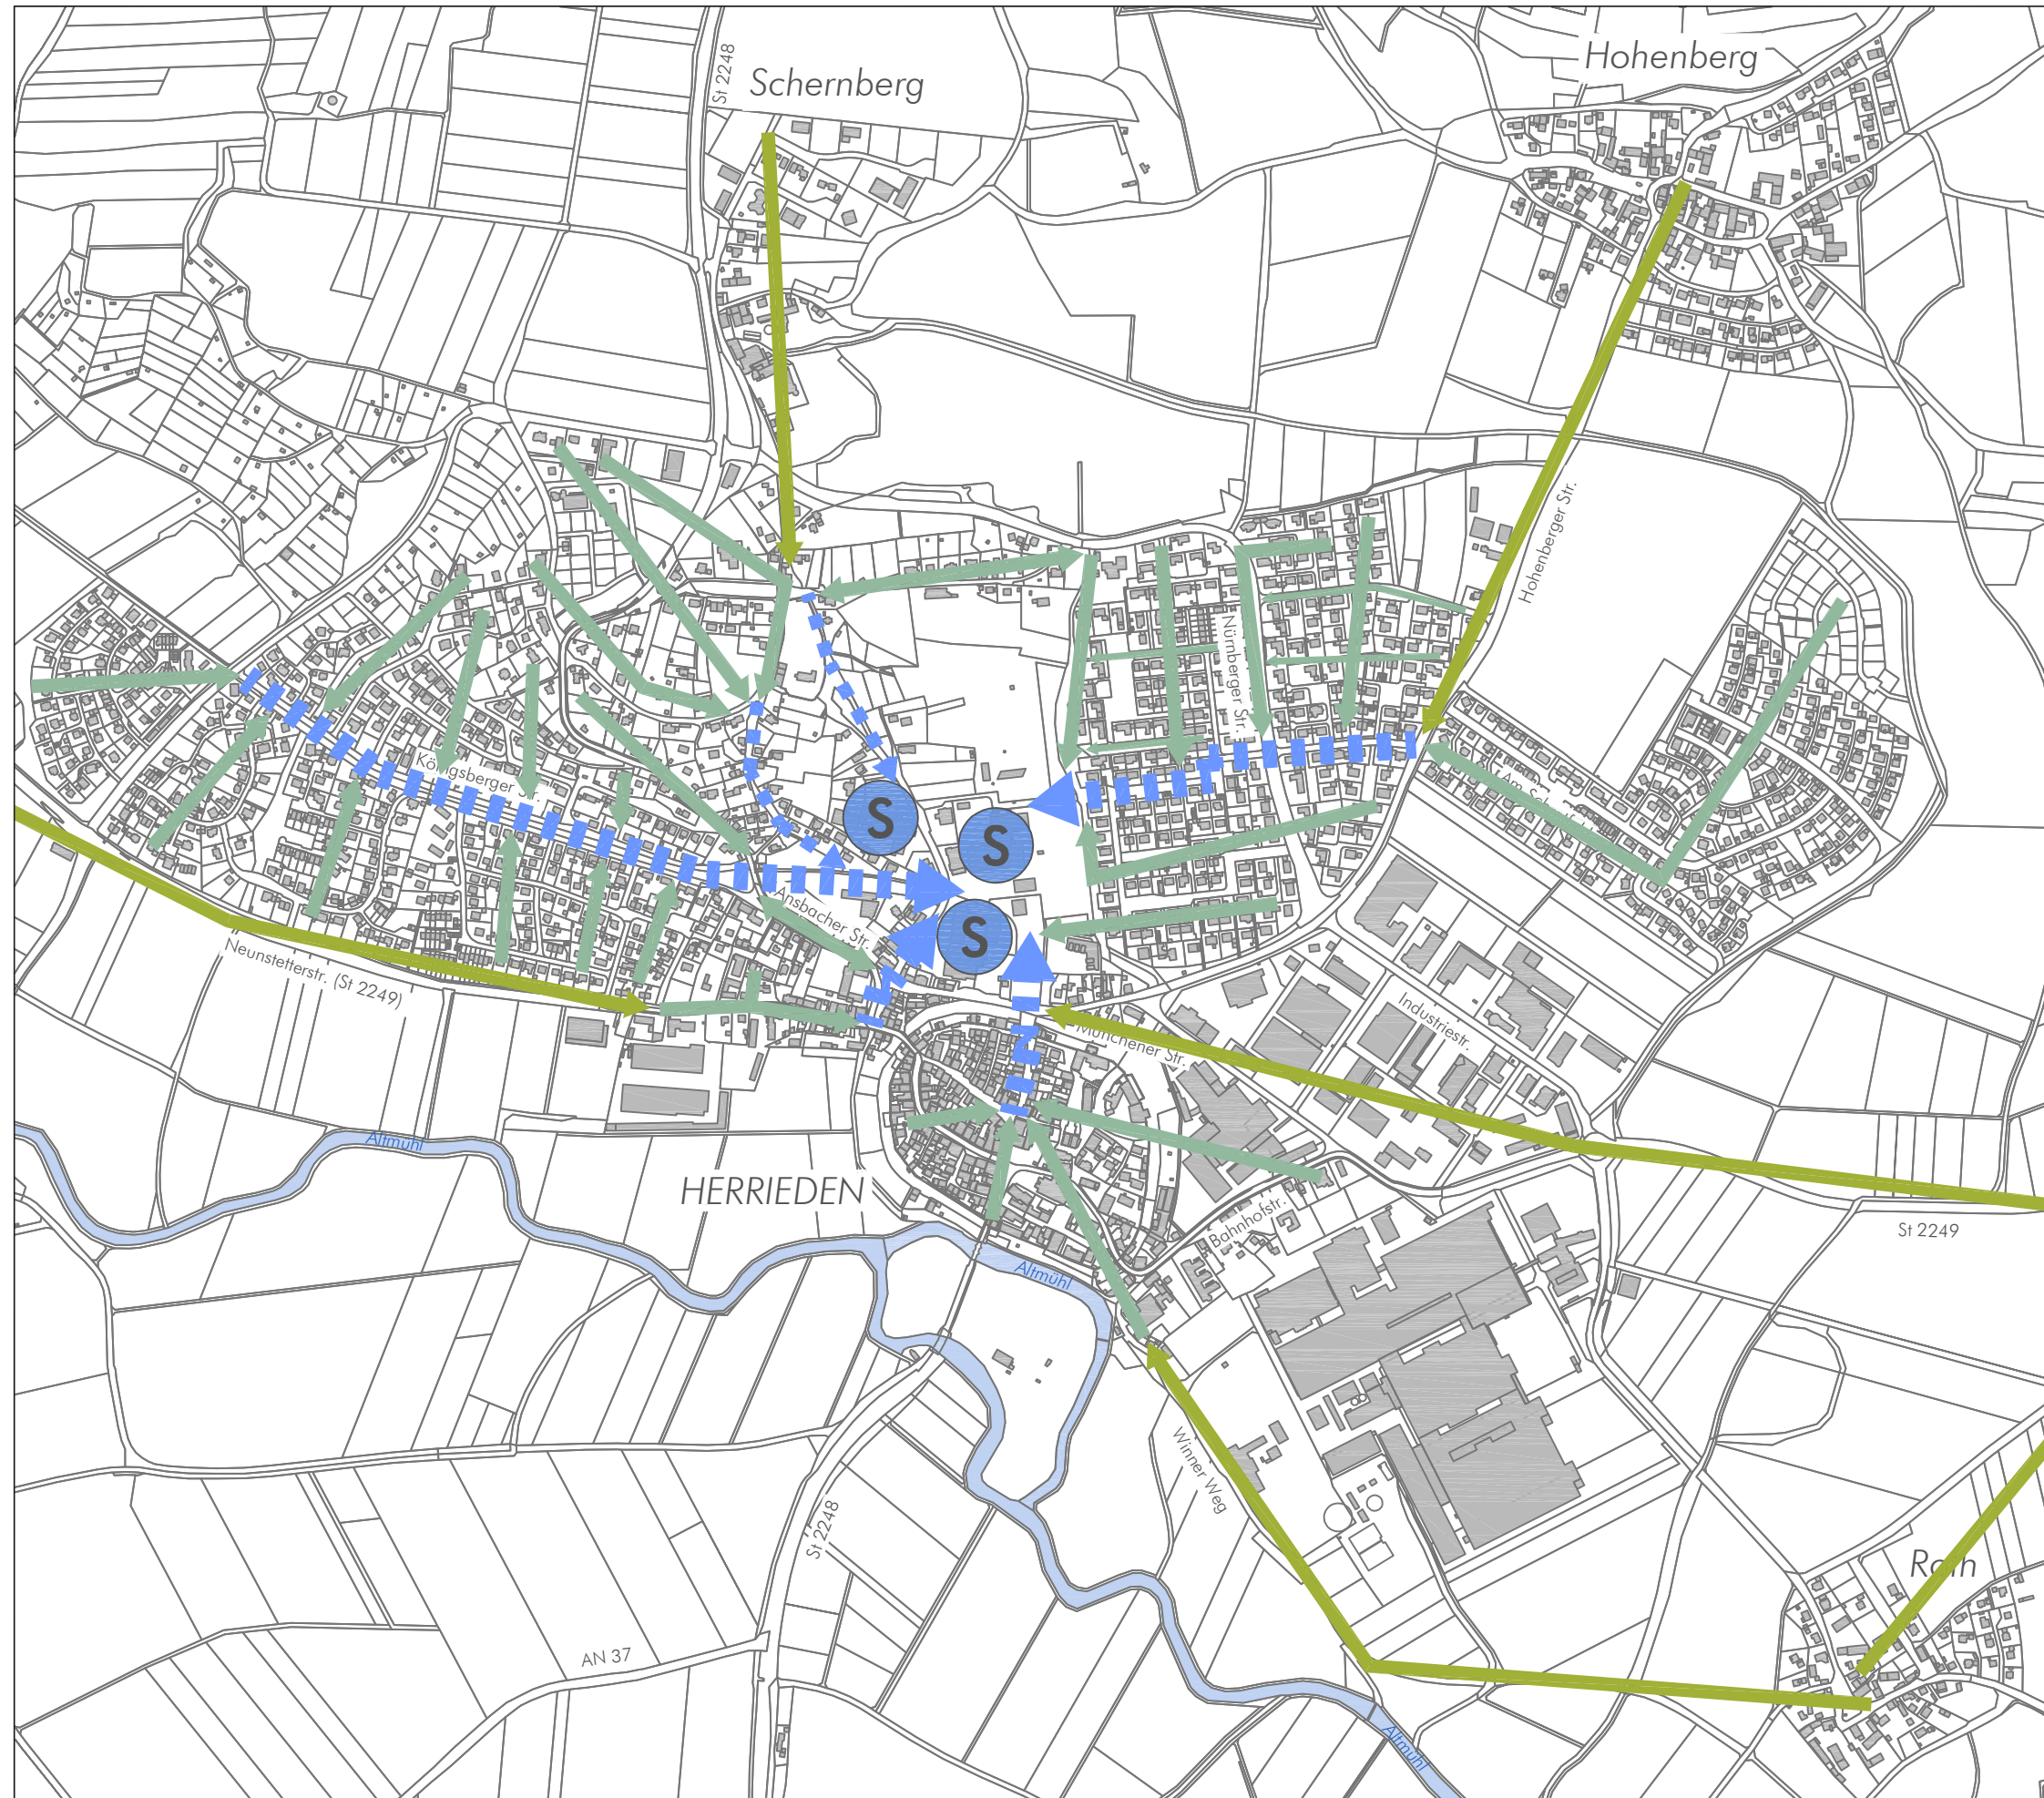 Hohenberg
Schernberg
St 2248
Hohenberger Str.
Nürnberger Str.
Königsberger Str.
S
S
S
Ansbacher Str.
Neunstetterstr. (St 2249)
Industriestr.
Münchener Str.
Altmühl
HERRIEDEN
Bahnhofstr.
St 2249
Altmühl
Winner Weg
St 2248
AN 37
Altmühl